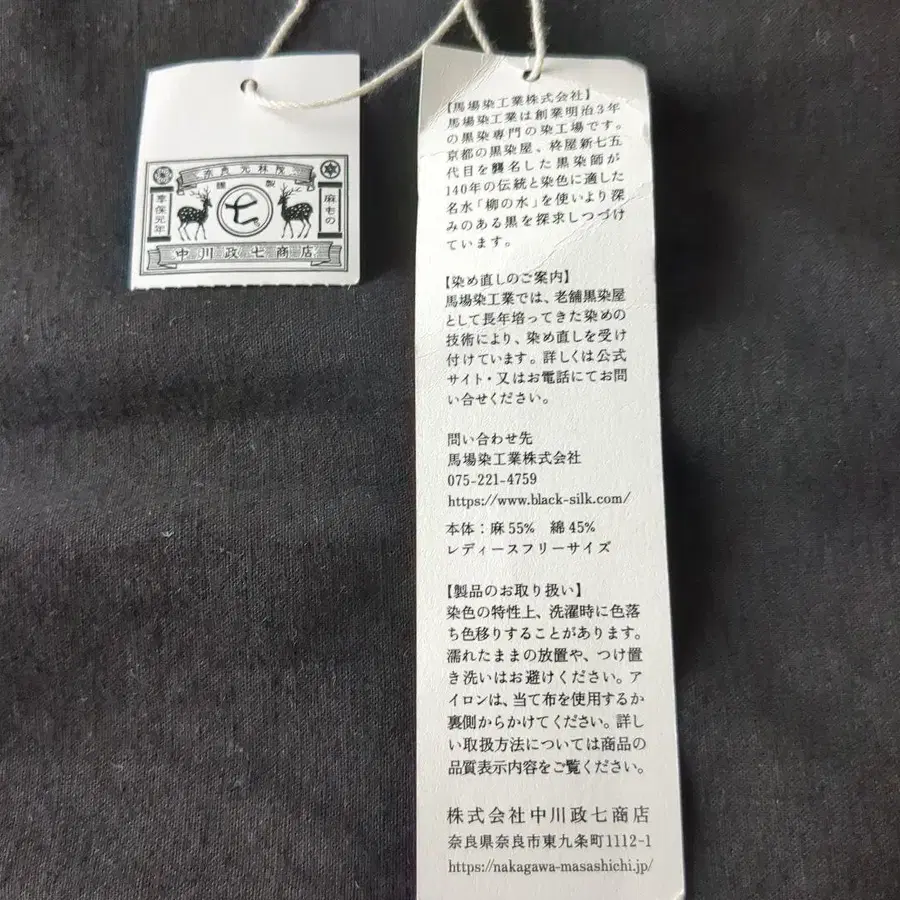 奈良元林院
謹製
享保元年
麻もの
七
中川政七商店
【馬場染工業株式会社】
馬場染工業は創業明治3年
の黒染専門の染工場です。
京都の黒染屋、柊屋新七五
代目を襲名した黒染師が
140年の伝統と染色に適した
名水「柳の水」を使いより深
みのある黒を探求しつづけ
ています。
【染め直しのご案内】
馬場染工業では、老舗黒染屋
として長年培ってきた染めの
技術により、染め直しを受け
付けています。詳しくは公式
サイト・又はお電話にてお問
い合せください。
問い合わせ先
馬場染工業株式会社
075-221-4759
https://www.black-silk.com/
本体：麻55%　綿45%
レディースフリーサイズ
【製品のお取り扱い】
染色の特性上、洗濯時に色落
ち色移りすることがあります。
濡れたままの放置や、つけ置
き洗いはお避けください。ア
イロンは、当て布を使用するか
裏側からかけてください。詳し
い取扱方法については商品の
品質表示内容をご覧ください。
株式会社中川政七商店
奈良県奈良市東九条町1112-1
https://nakagawa-masashichi.jp/